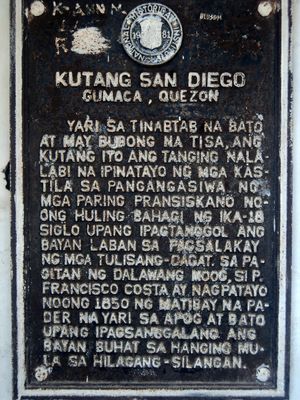 K-ANN
1981
KUTANG SAN DIEGO
GUMACA, QUEZON
YARI SA TINABTAB NA BATO
AT MAY BUBONG NA TISA, ANG
KUTANG ITO ANG TANGING NALA-
LABI NA IPINATAYO NG MGA KAS-
TILA SA PANGANGASIWA NG
MGA PARING PRANSISKANO NO-
ONG HULING BAHAGI NG IKA-18
SIGLO UPANG IPAGTANGGOL ANG
BAYAN LABAN SA PAGSALAKAY
NG MGA TULISANG-DAGAT. SA PA-
GITAN NG DALAWANG MOOG, SI P.
FRANCISCO COSTA AY NAGPATAYO
NOONG 1850 NG MATIBAY NA PA-
DER NA YARI SA APOG AT BATO
UPANG IPAGSANGGALANG ANG
BAYAN BUHAT SA HANGING MU-
LA SA HILAGANG-SILANGAN.